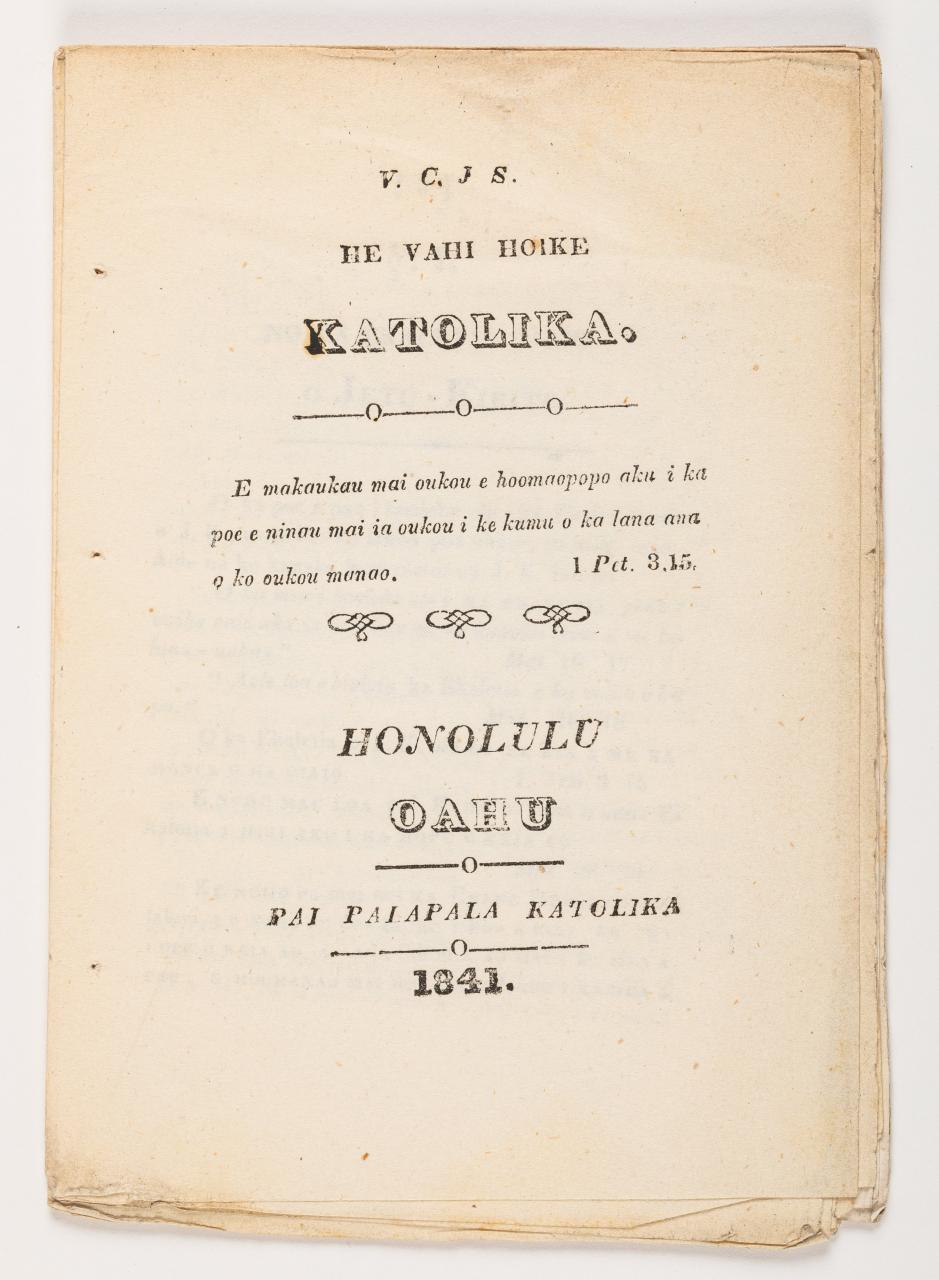 V. C. J S.
HE VAHI HOIKE
KATOLIKA.
E makaukau mai oukou e hoomaopopo aku i ka
poe e ninau mai ia oukou i ke kumu o ka lana ana
o ko oukou manao. 1 Pet. 3,15.
HONOLULU
OAHU
PAI PALAPALA KATOLIKA
1841.